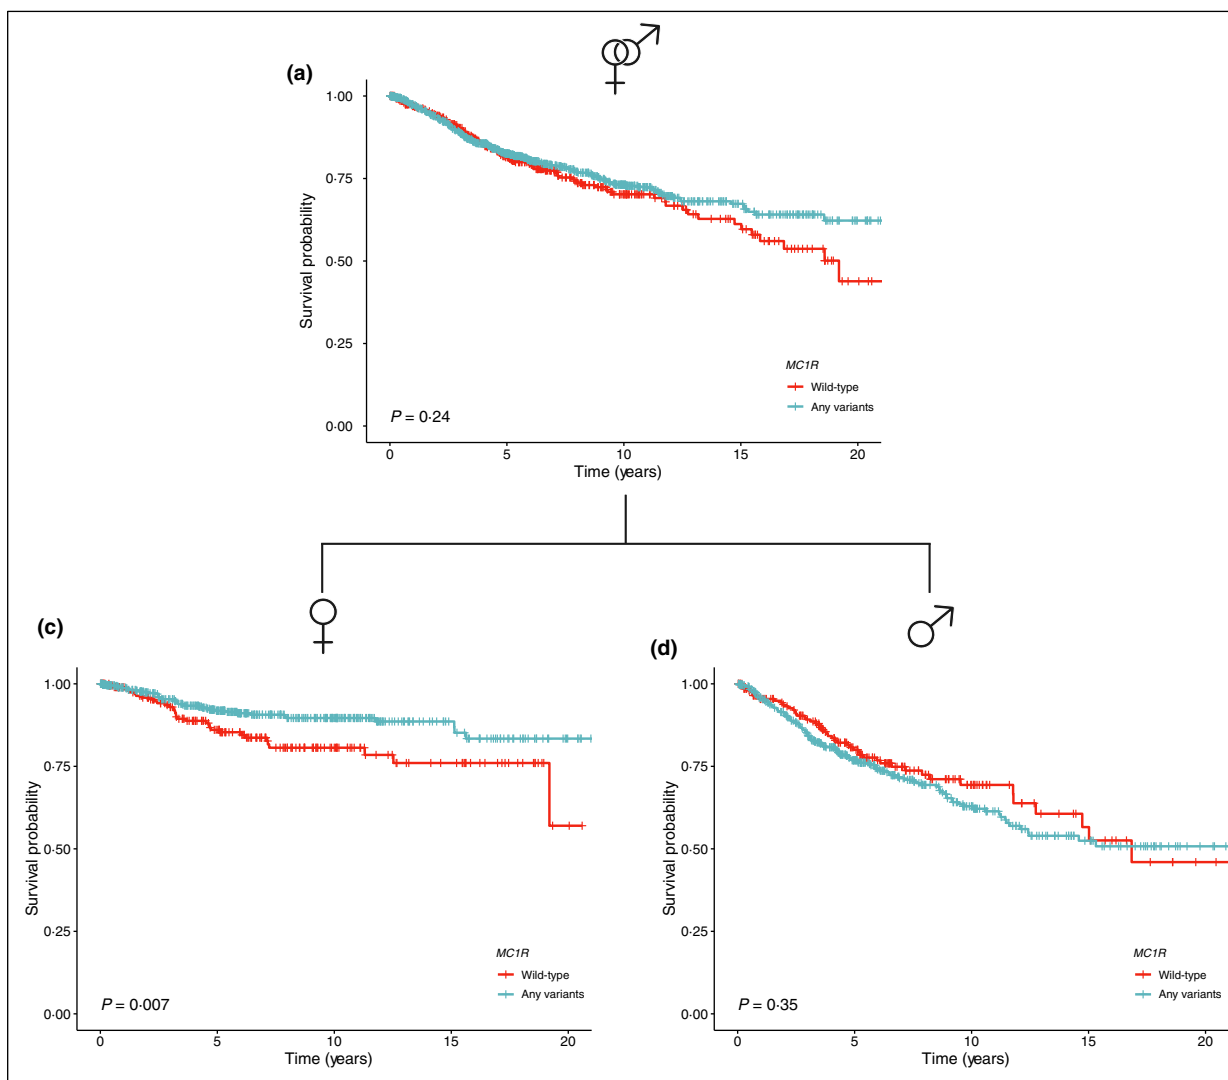 (a)
1·00
0·75
0·50
0·25
0·00
Survival probability
MC1R
Wild-type
Any variants
P = 0·24
0 5 10 15 20
Time (years)
(c)
1·00
0·75
0·50
0·25
0·00
Survival probability
MC1R
Wild-type
Any variants
P = 0·007
0 5 10 15 20
Time (years)
(d)
1·00
0·75
0·50
0·25
0·00
Survival probability
MC1R
Wild-type
Any variants
P = 0·35
0 5 10 15 20
Time (years)